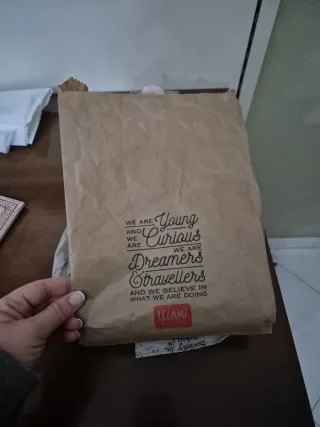 WE ARE Young
AND
WE Curious
ARE WE ARE
Dreamers
& travellers
AND WE BELIEVE IN
WHAT WE ARE DOING
LEGAMI